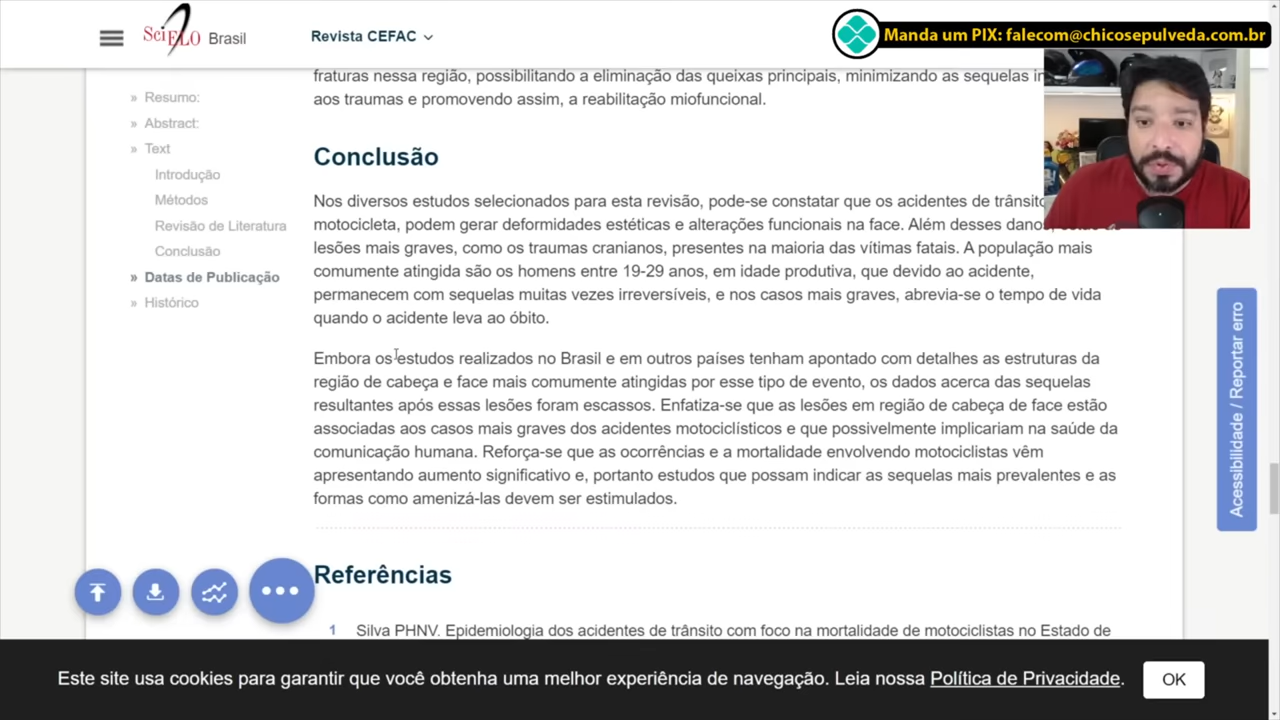 SciELO Brasil
Revista CEFAC
Manda um PIX: falecom@chicosepulveda.com.br
fraturas nessa região, possibilitando a eliminação das queixas principais, minimizando as sequelas
aos traumas e promovendo assim, a reabilitação miofuncional.
» Resumo:
» Abstract:
» Text
Introdução
Métodos
Revisão de Literatura
Conclusão
» Datas de Publicação
» Histórico
Conclusão
Nos diversos estudos selecionados para esta revisão, pode-se constatar que os acidentes de trânsito
motocicleta, podem gerar deformidades estéticas e alterações funcionais na face. Além desses danos,
lesões mais graves, como os traumas cranianos, presentes na maioria das vítimas fatais. A população mais
comumente atingida são os homens entre 19-29 anos, em idade produtiva, que devido ao acidente,
permanecem com sequelas muitas vezes irreversíveis, e nos casos mais graves, abrevia-se o tempo de vida
quando o acidente leva ao óbito.
Embora os estudos realizados no Brasil e em outros países tenham apontado com detalhes as estruturas da
região de cabeça e face mais comumente atingidas por esse tipo de evento, os dados acerca das sequelas
resultantes após essas lesões foram escassos. Enfatiza-se que as lesões em região de cabeça de face estão
associadas aos casos mais graves dos acidentes motociclísticos e que possivelmente implicariam na saúde da
comunicação humana. Reforça-se que as ocorrências e a mortalidade envolvendo motociclistas vêm
apresentando aumento significativo e, portanto estudos que possam indicar as sequelas mais prevalentes e as
formas como amenizá-las devem ser estimulados.
Referências
1 Silva PHNV. Epidemiologia dos acidentes de trânsito com foco na mortalidade de motociclistas no Estado de
Acessibilidade / Reportar erro
Este site usa cookies para garantir que você obtenha uma melhor experiência de navegação. Leia nossa Política de Privacidade.
OK